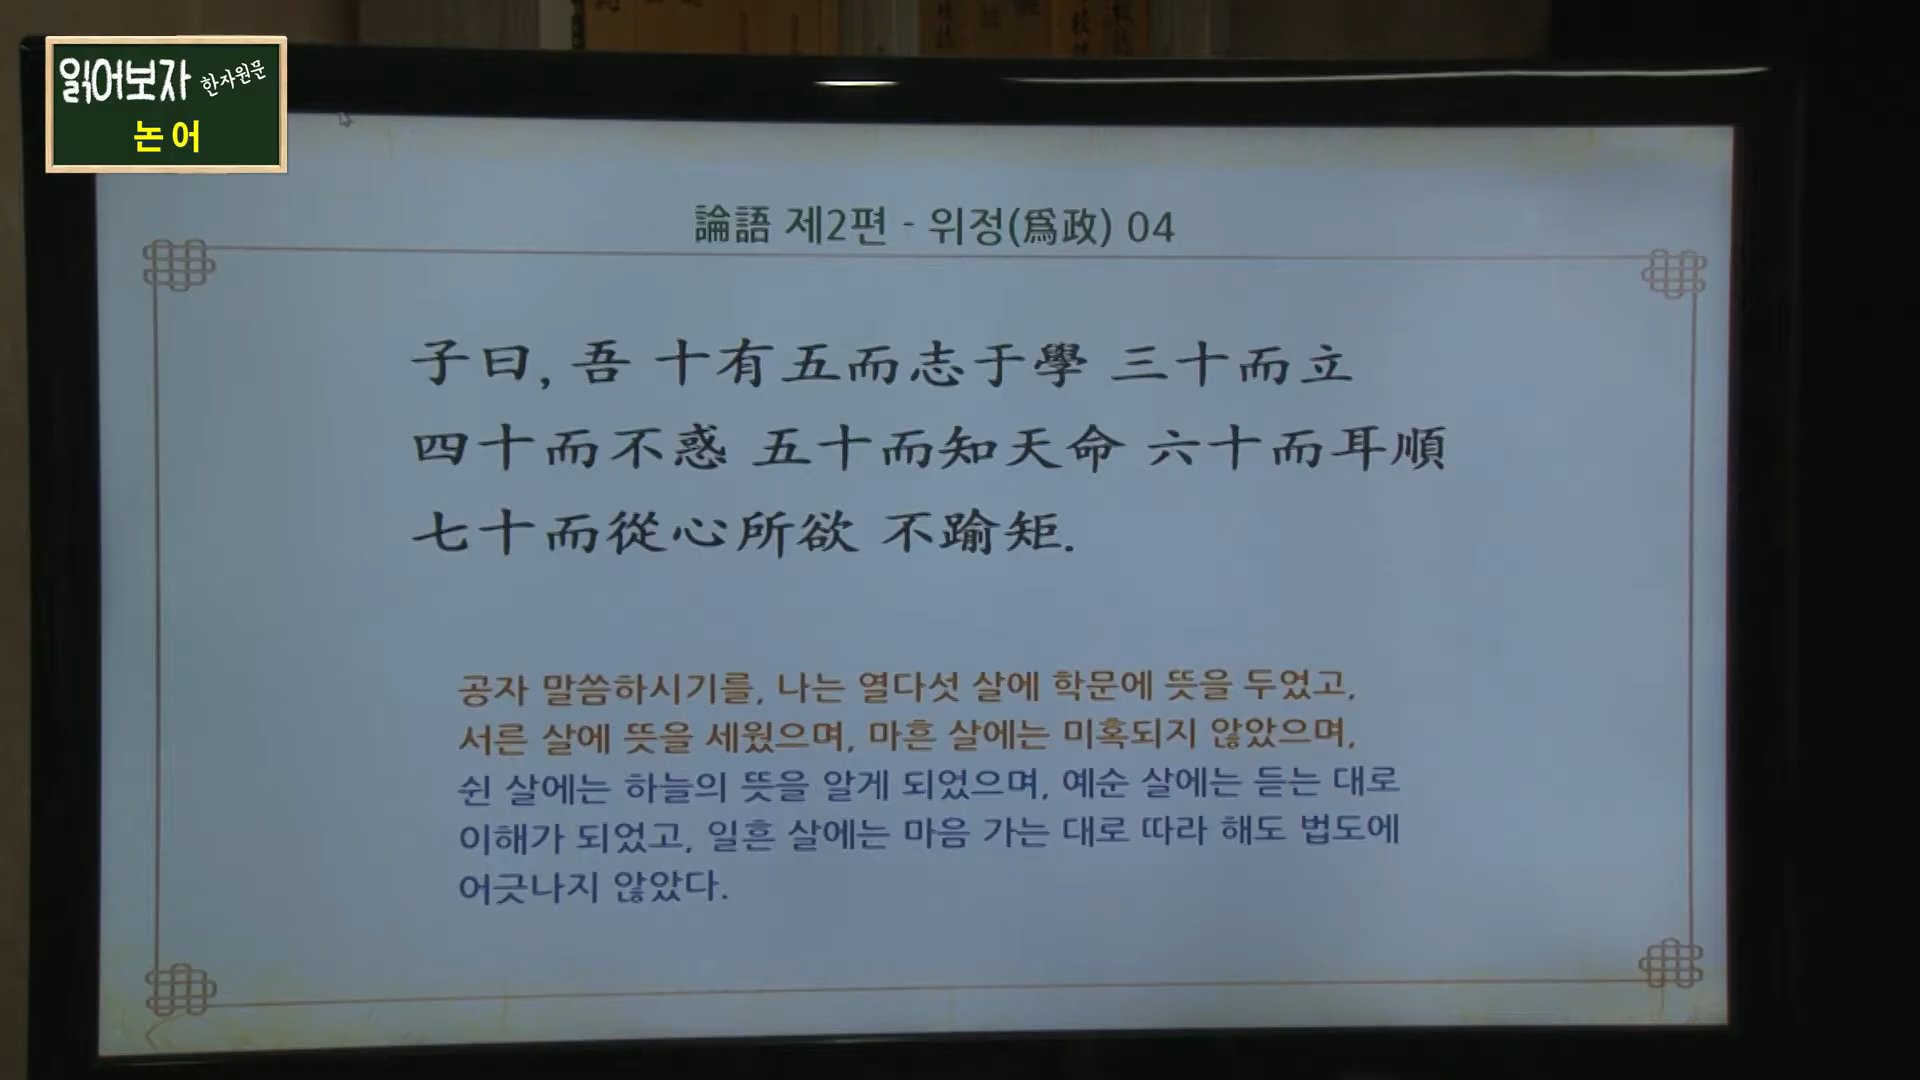 읽어보자 한자원문
논어
論語 제2편 - 위정(爲政) 04
子曰, 吾 十有五而志于學 三十而立
四十而不惑 五十而知天命 六十而耳順
七十而從心所欲 不踰矩.
공자 말씀하시기를, 나는 열다섯 살에 학문에 뜻을 두었고,
서른 살에 뜻을 세웠으며, 마흔 살에는 미혹되지 않았으며,
쉰 살에는 하늘의 뜻을 알게 되었으며, 예순 살에는 듣는 대로
이해가 되었고, 일흔 살에는 마음 가는 대로 따라 해도 법도에
어긋나지 않았다.